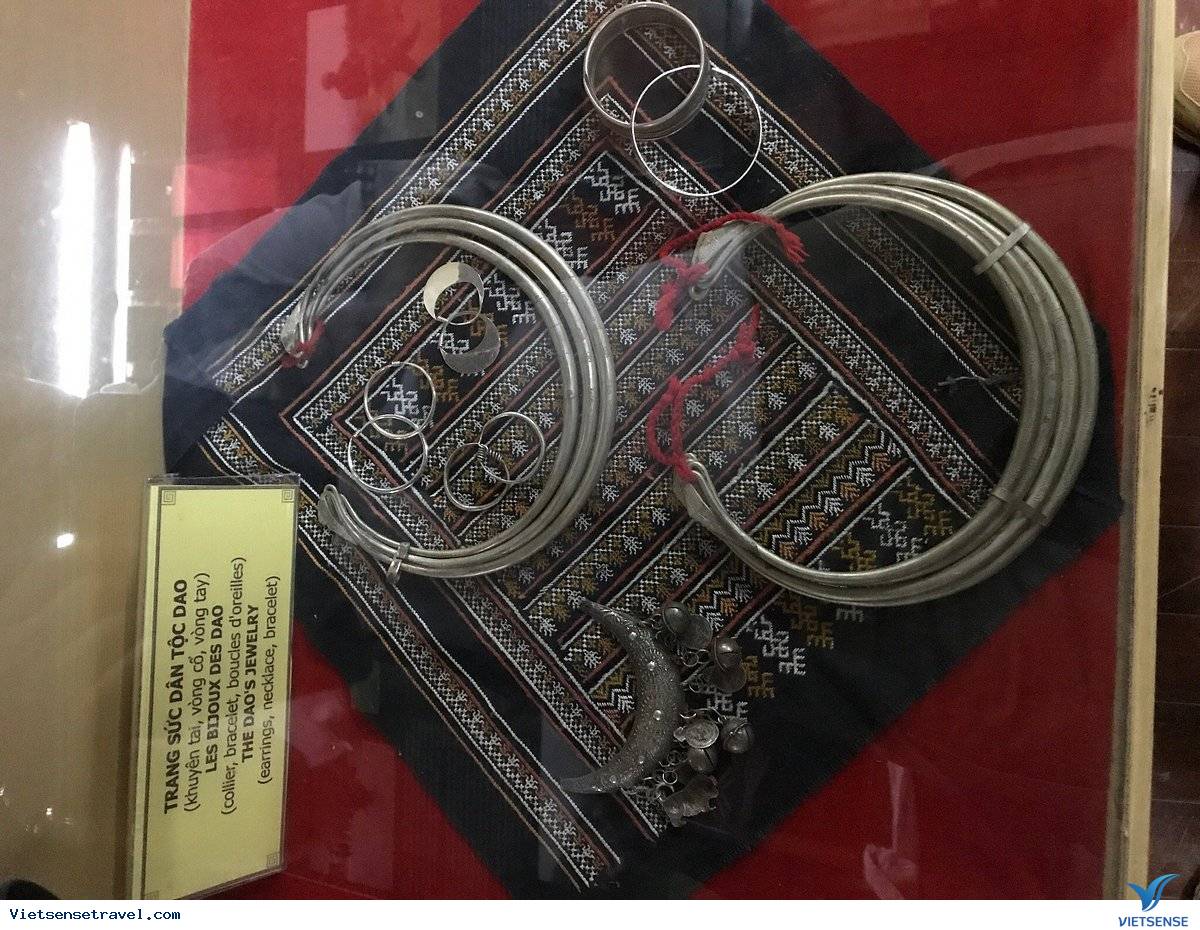 TRANG SỨC DÂN TỘC DAO
(khuyên tai, vòng cổ, vòng tay)
LES BIJOUX DES DAO
(collier, bracelet, boucles d'oreilles)
THE DAO'S JEWELRY
(earrings, necklace, bracelet)
Vietsensetravel.com
VIETSENSE